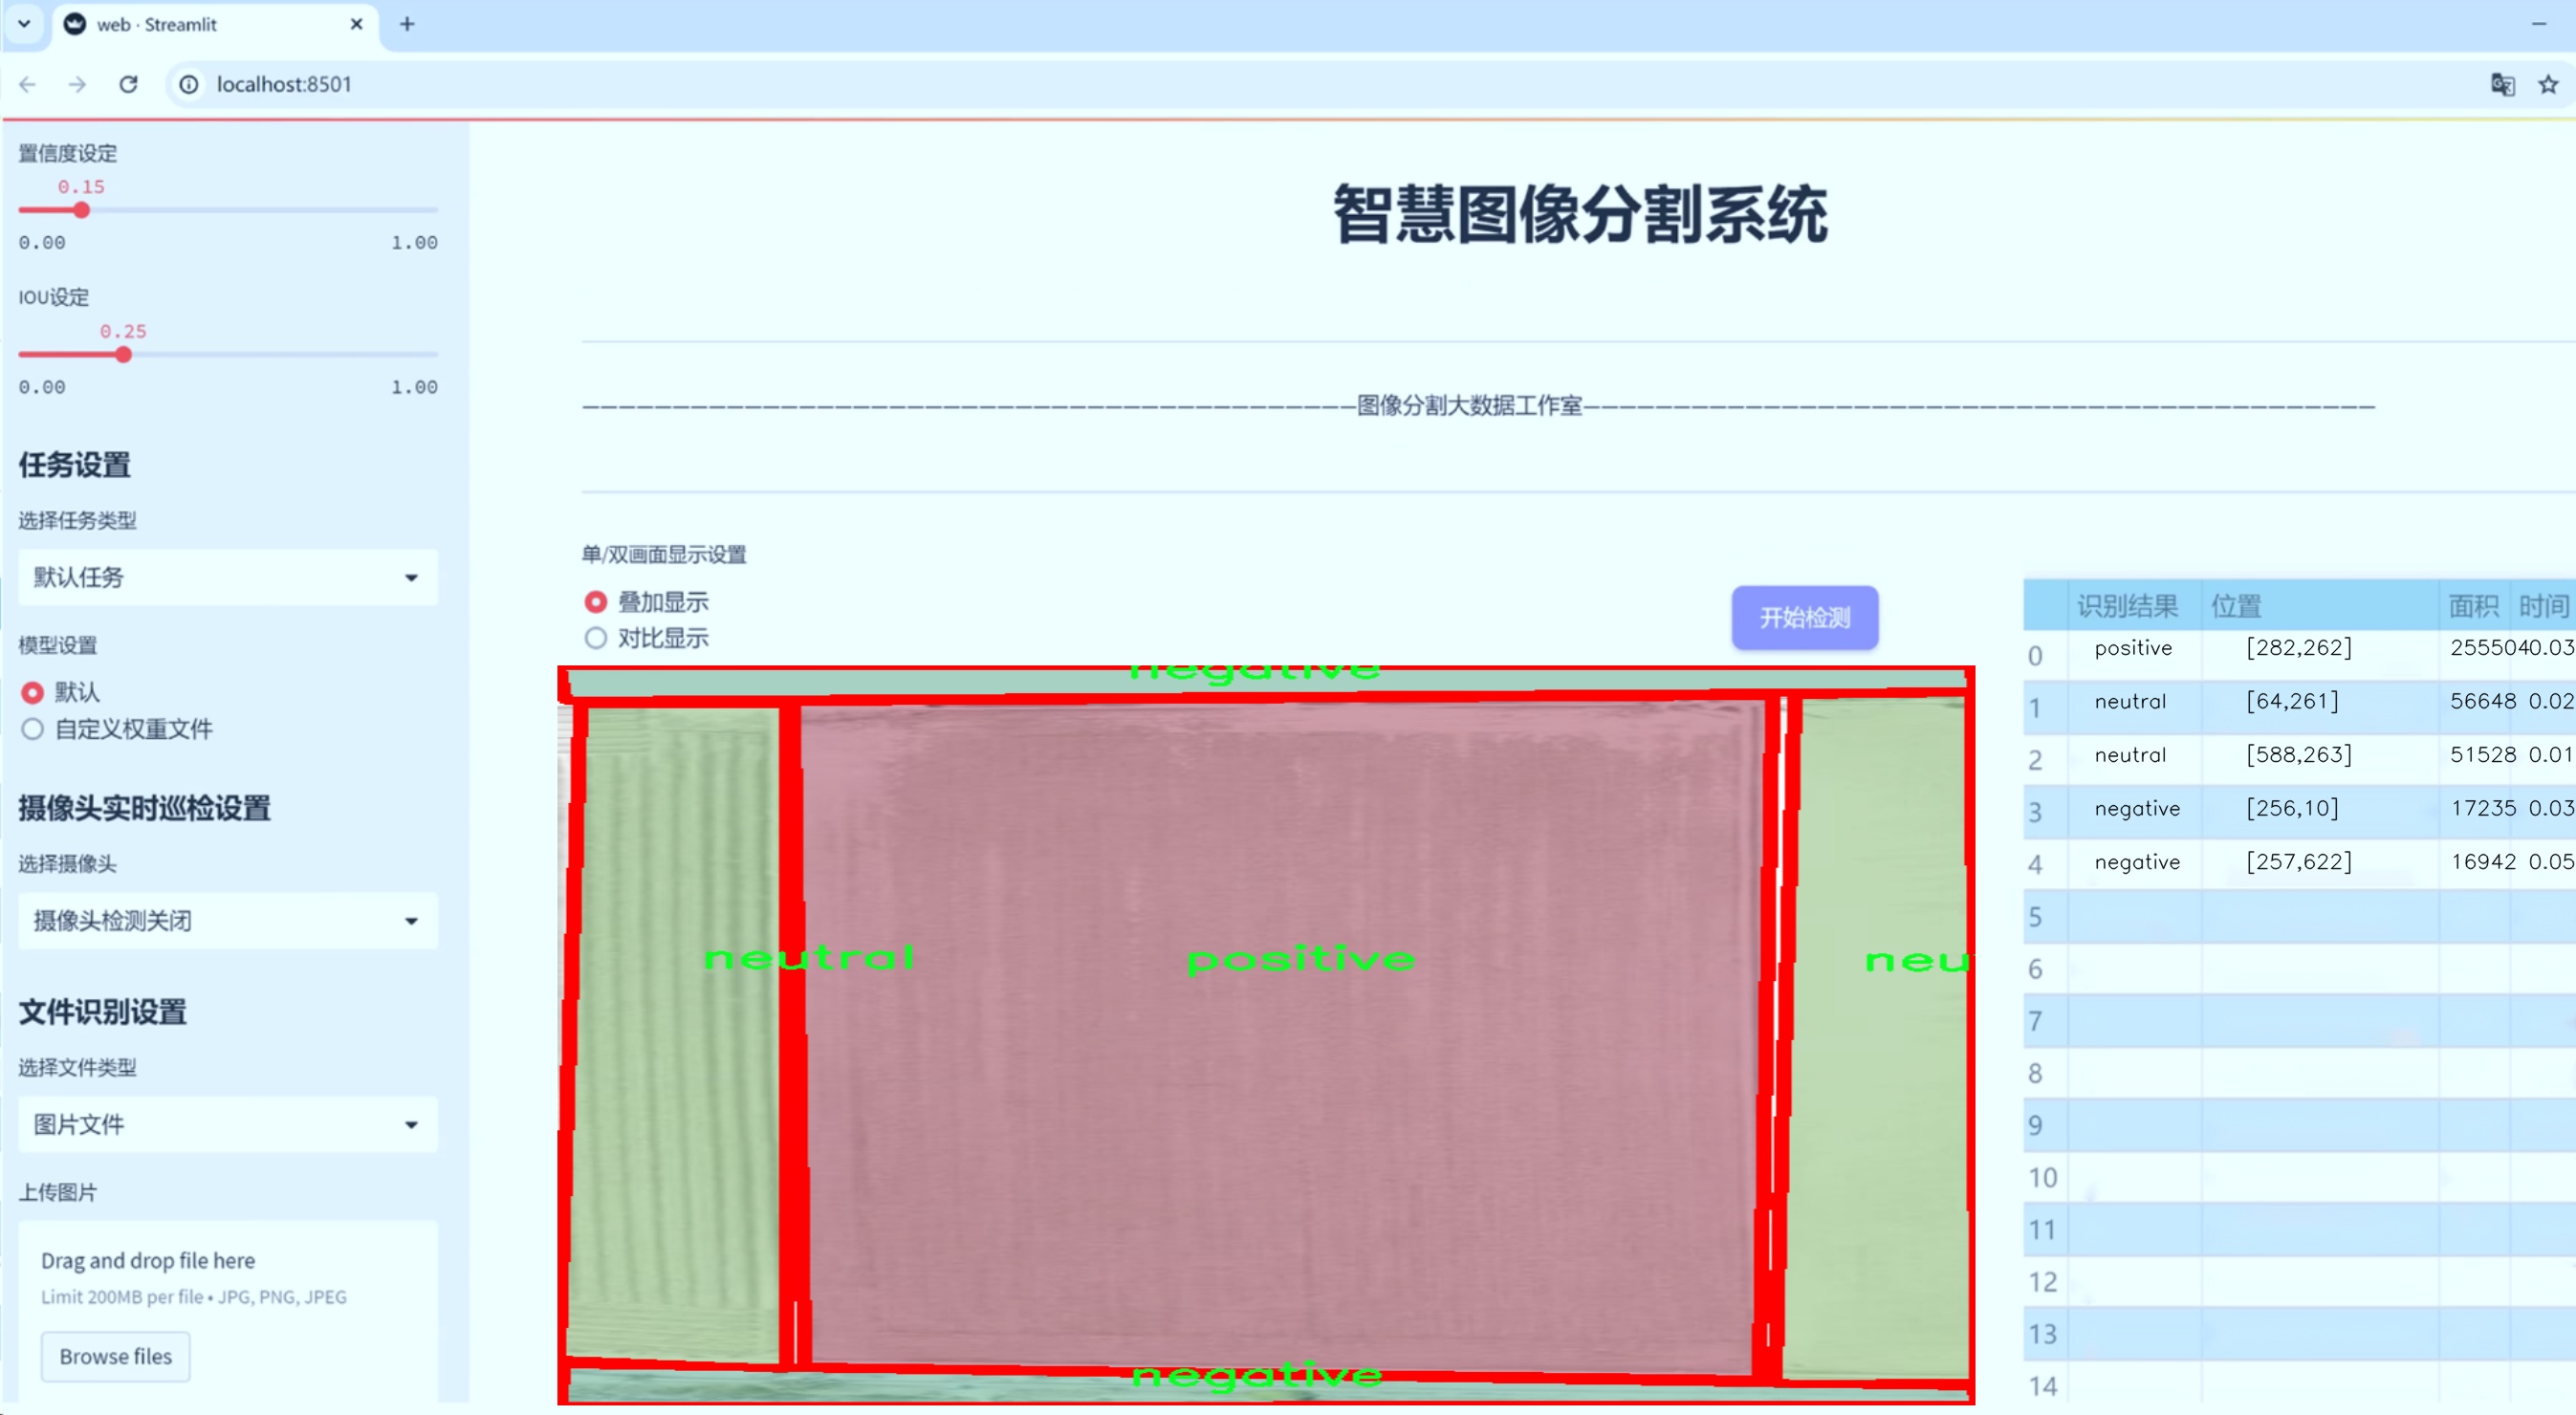 web · Streamlit
localhost:8501
置信度设定
0.15
0.00 1.00
IOU设定
0.25
0.00 1.00
任务设置
选择任务类型
默认任务
模型设置
默认
自定义权重文件
摄像头实时巡检设置
选择摄像头
摄像头检测关闭
文件识别设置
选择文件类型
图片文件
上传图片
Drag and drop file here
Limit 200MB per file • JPG, PNG, JPEG
Browse files
智慧图像分割系统
图像分割大数据工作室
单/双画面显示设置
叠加显示
对比显示
开始检测
negative
neutral
positive
neu
negative
识别结果 位置 面积 时间
0 positive [282,262] 255504 0.03
1 neutral [64,261] 56648 0.02
2 neutral [588,263] 51528 0.01
3 negative [256,10] 17235 0.03
4 negative [257,622] 16942 0.05
5
6
7
8
9
10
11
12
13
14